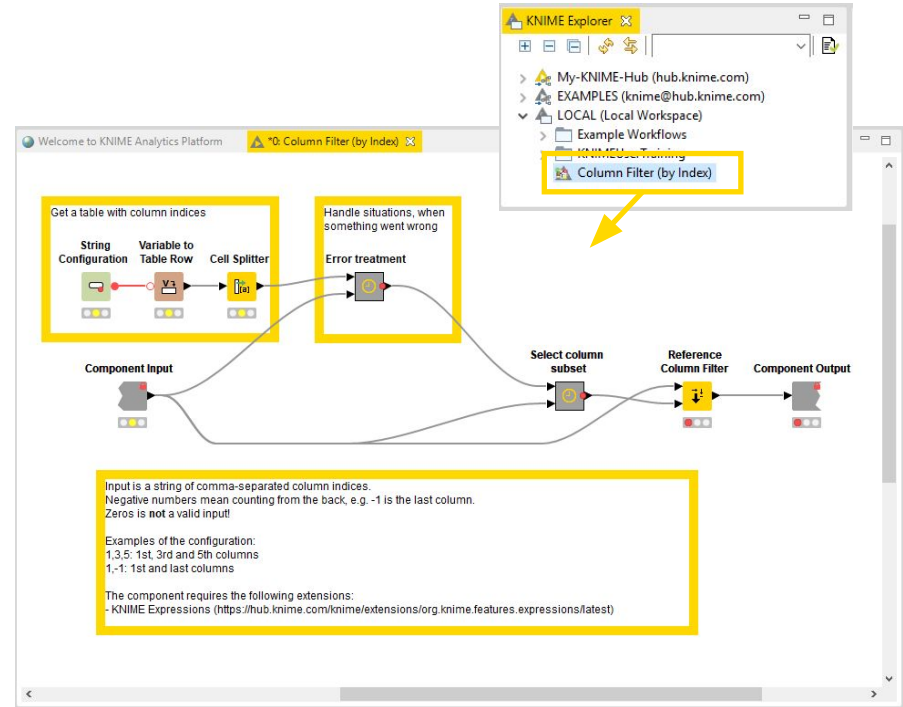 KNIME Explorer
My-KNIME-Hub (hub.knime.com)
EXAMPLES (knime@hub.knime.com)
LOCAL (Local Workspace)
Example Workflows
KNIMEUserTraining
Column Filter (by Index)
Welcome to KNIME Analytics Platform
*0: Column Filter (by Index)
Get a table with column indices
Handle situations, when
something went wrong
String
Configuration
Variable to
Table Row
Cell Splitter
Error treatment
Component Input
Select column
subset
Reference
Column Filter
Component Output
Input is a string of comma-separated column indices.
Negative numbers mean counting from the back, e.g. -1 is the last column.
Zeros is not a valid input!
Examples of the configuration:
1,3,5: 1st, 3rd and 5th columns
1,-1: 1st and last columns
The component requires the following extensions:
- KNIME Expressions (https://hub.knime.com/knime/extensions/org.knime.features.expressions/latest)